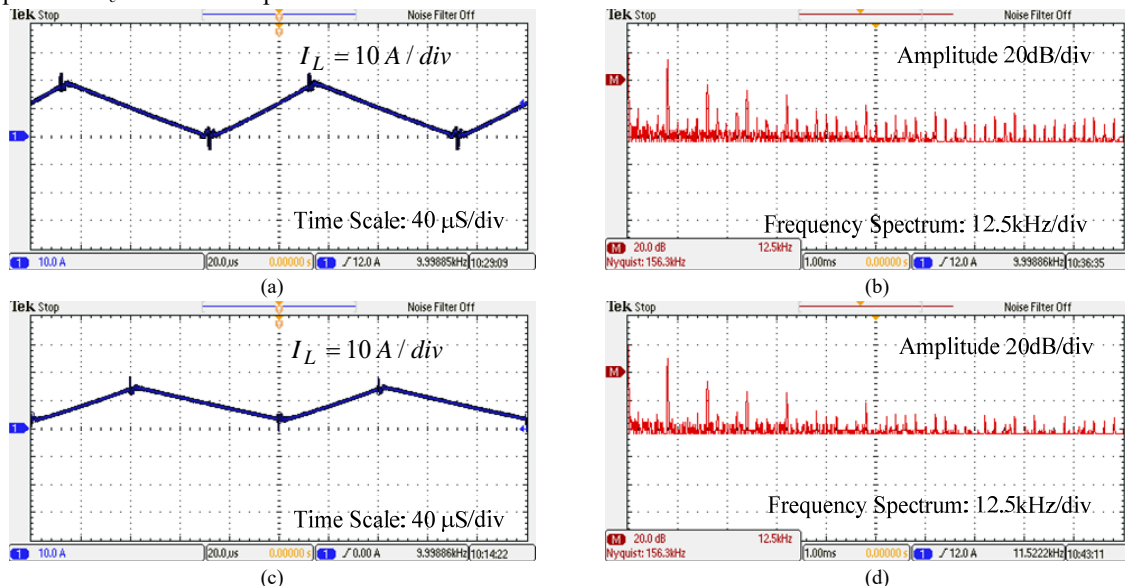 Tek Stop
Noise Filter Off
I_L = 10 A / div
1
Time Scale: 40 μS/div
1 10.0 A 20.0µs 0.00000 s 1 12.0 A 9.99885kHz 10:29:09
(a)
Tek Stop
Noise Filter Off
Amplitude 20dB/div
M
Frequency Spectrum: 12.5kHz/div
M 20.0 dB 12.5kHz
Nyquist: 156.3kHz 1.00ms 0.00000 s 1 12.0 A 9.99886kHz 10:36:35
(b)
Tek Stop
Noise Filter Off
I_L = 10 A / div
1
Time Scale: 40 μS/div
1 10.0 A 20.0µs 0.00000 s 1 0.00 A 9.99886kHz 10:14:22
(c)
Tek Stop
Noise Filter Off
Amplitude 20dB/div
M
Frequency Spectrum: 12.5kHz/div
M 20.0 dB 12.5kHz
Nyquist: 156.3kHz 1.00ms 0.00000 s 1 12.0 A 11.5222kHz 10:43:11
(d)